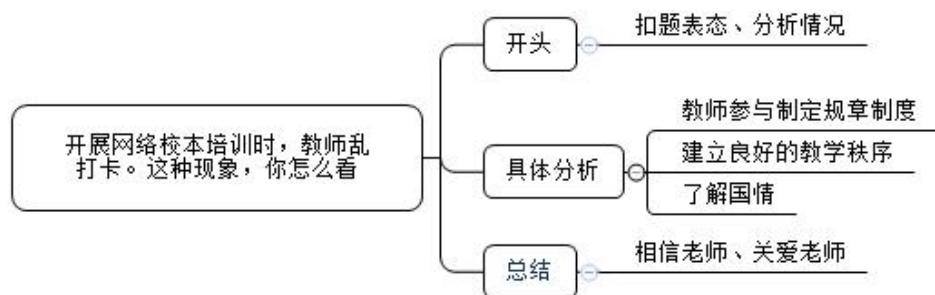 开展网络校本培训时，教师乱
打卡。这种现象，你怎么看
开头
扣题表态、分析情况
具体分析
教师参与制定规章制度
建立良好的教学秩序
了解国情
总结
相信老师、关爱老师